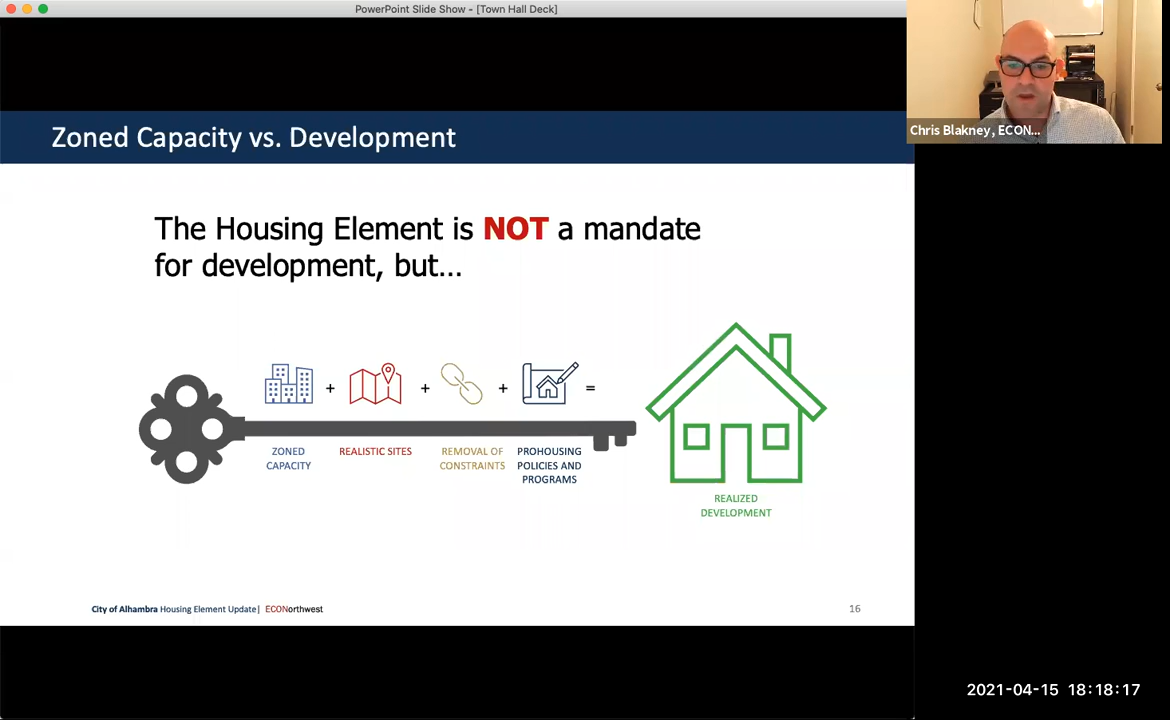 PowerPoint Slide Show - [Town Hall Deck]
Chris Blakney, ECON...
Zoned Capacity vs. Development
The Housing Element is NOT a mandate
for development, but...
+ + + =
ZONED
CAPACITY
REALISTIC SITES
REMOVAL OF
CONSTRAINTS
PROHOUSING
POLICIES AND
PROGRAMS
REALIZED
DEVELOPMENT
City of Alhambra Housing Element Update| ECONorthwest
16
2021-04-15 18:18:17